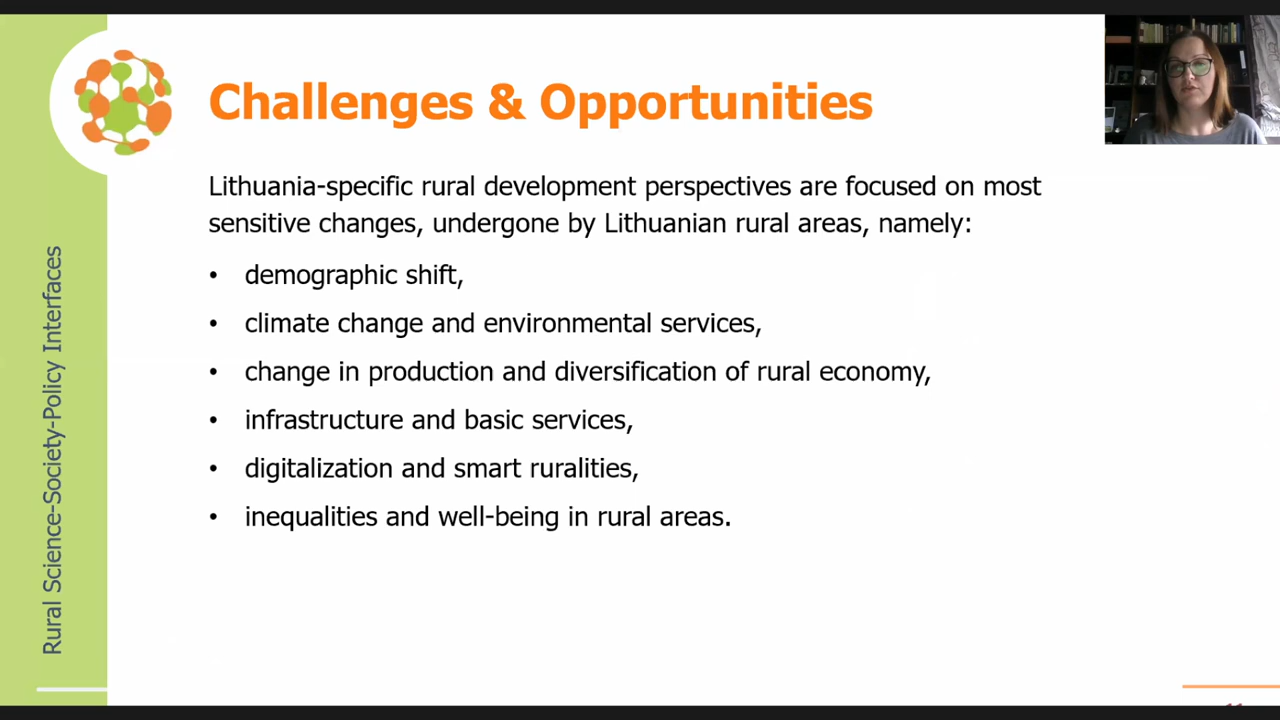 Challenges & Opportunities
Lithuania-specific rural development perspectives are focused on most
sensitive changes, undergone by Lithuanian rural areas, namely:
• demographic shift,
• climate change and environmental services,
• change in production and diversification of rural economy,
• infrastructure and basic services,
• digitalization and smart ruralities,
• inequalities and well-being in rural areas.
Rural Science-Society-Policy Interfaces